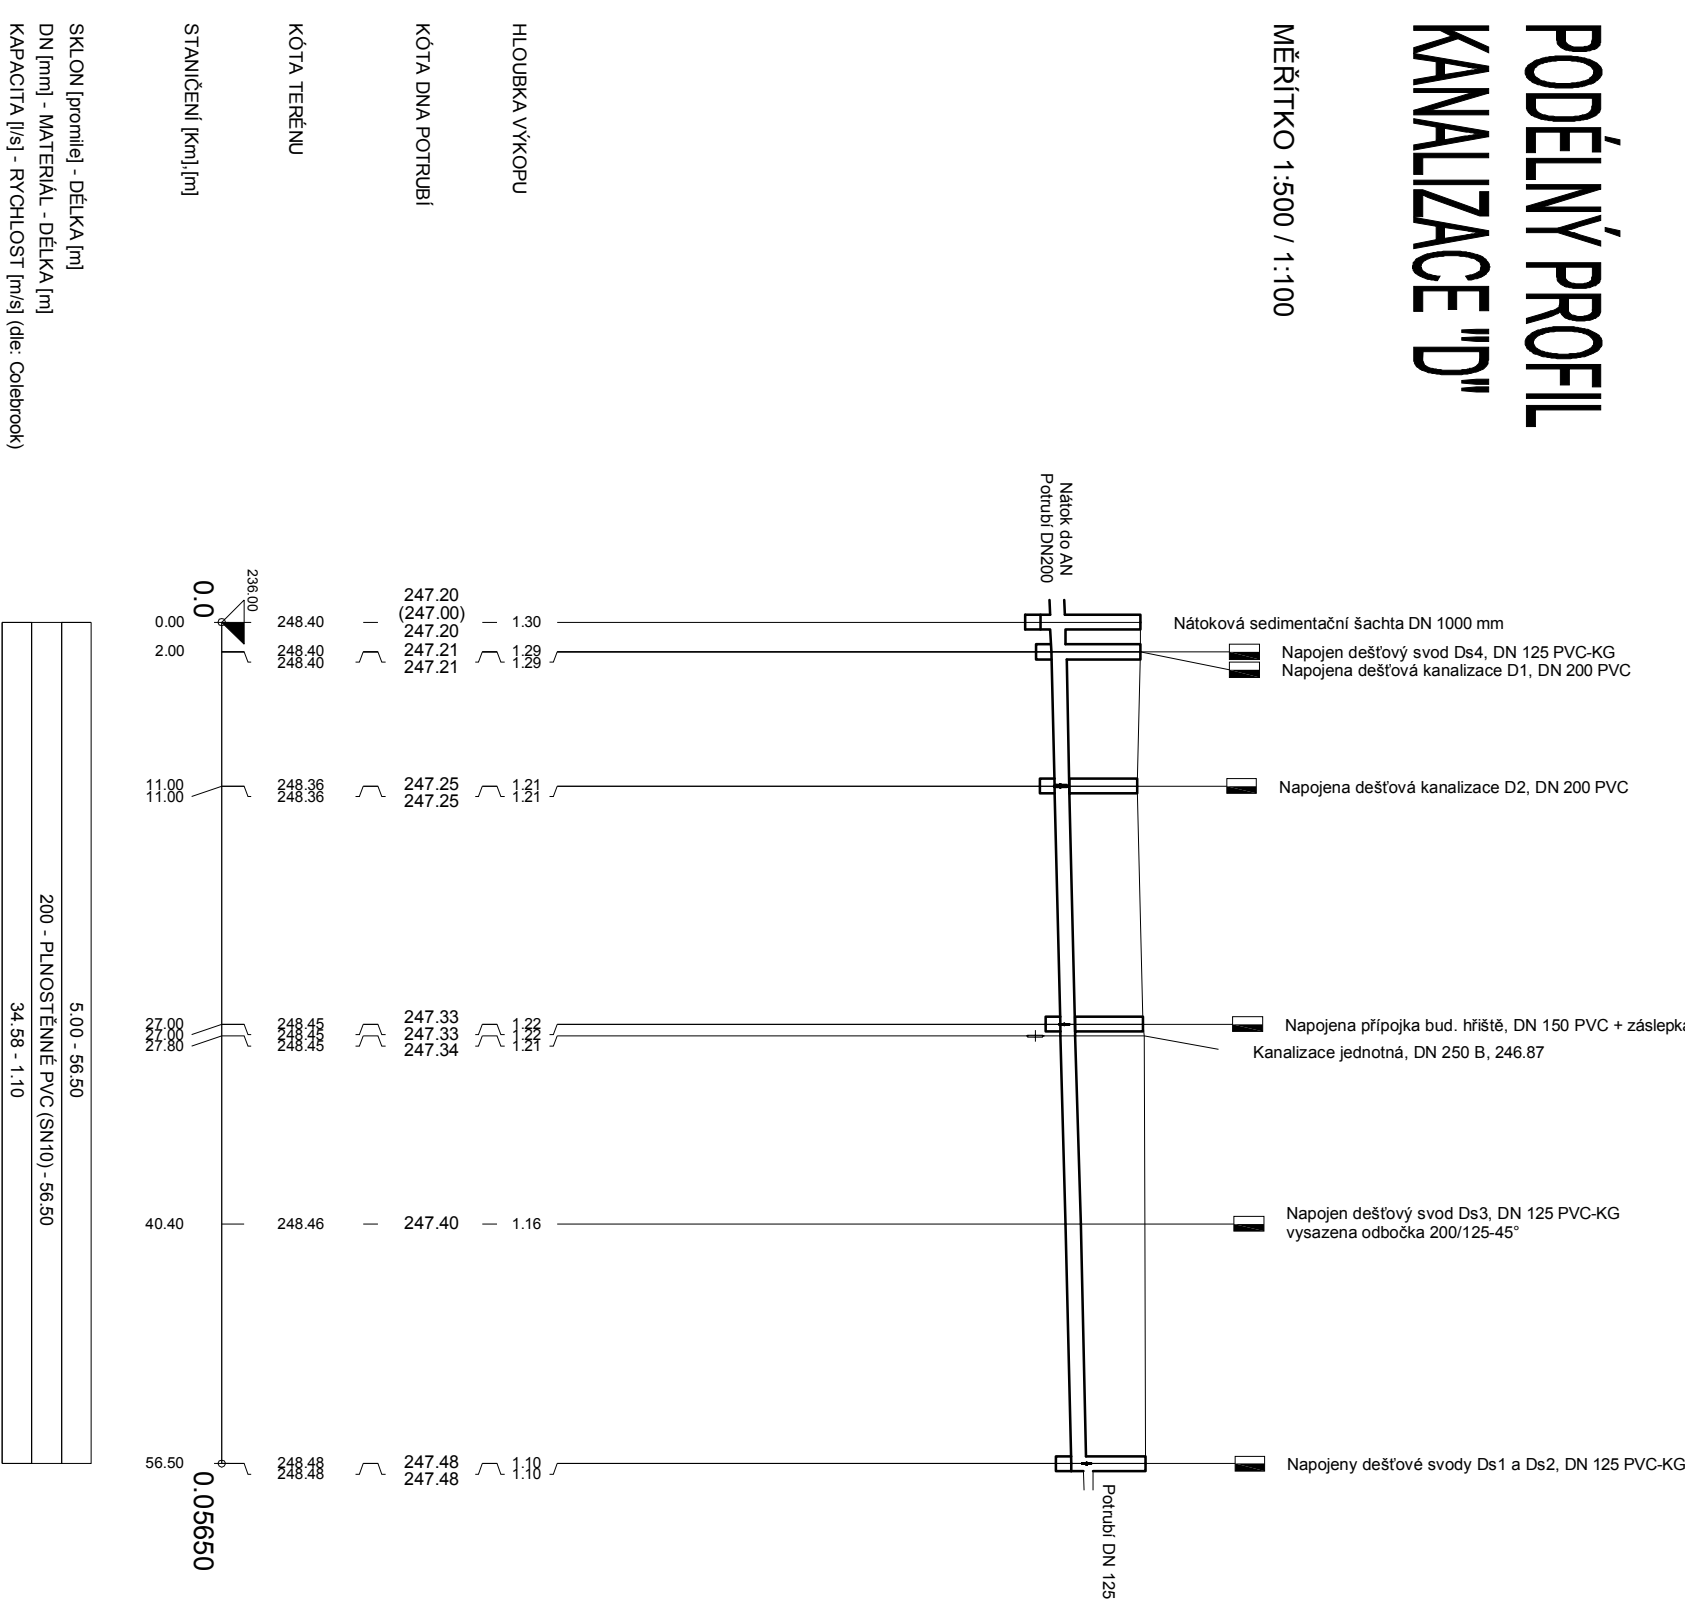 PODÉLNÝ PROFIL
KANALIZACE "D"
MĚŘÍTKO 1:500 / 1:100
HLOUBKA VÝKOPU
KÓTA DNA POTRUBÍ
KÓTA TERÉNU
STANIČENÍ [Km],[m]
SKLON [promile] - DÉLKA [m]
DN [mm] - MATERIÁL - DÉLKA [m]
KAPACITA [l/s] - RYCHLOST [m/s] (dle: Colebrook)
Nátok do AN
Potrubí DN200
236.00
0.0
0.00 248.40 247.20 (247.00) 247.20 1.30 Nátoková sedimentační šachta DN 1000 mm
2.00 248.40 247.21 1.29 Napojen dešťový svod Ds4, DN 125 PVC-KG
248.40 247.21 1.29 Napojena dešťová kanalizace D1, DN 200 PVC
11.00 248.36 247.25 1.21 Napojena dešťová kanalizace D2, DN 200 PVC
11.00 248.36 247.25 1.21
27.00 248.45 247.33 1.22 Napojena přípojka bud. hřiště, DN 150 PVC + záslepka
27.00 248.45 247.33 1.22
27.80 248.45 247.34 1.21 Kanalizace jednotná, DN 250 B, 246.87
40.40 248.46 247.40 1.16 Napojen dešťový svod Ds3, DN 125 PVC-KG
vysazena odbočka 200/125-45°
56.50 248.48 247.48 1.10 Napojeny dešťové svody Ds1 a Ds2, DN 125 PVC-KG
248.48 247.48 1.10
0.05650
Potrubí DN 125
5.00 - 56.50
200 - PLNOSTĚNNÉ PVC (SN10) - 56.50
34.58 - 1.10